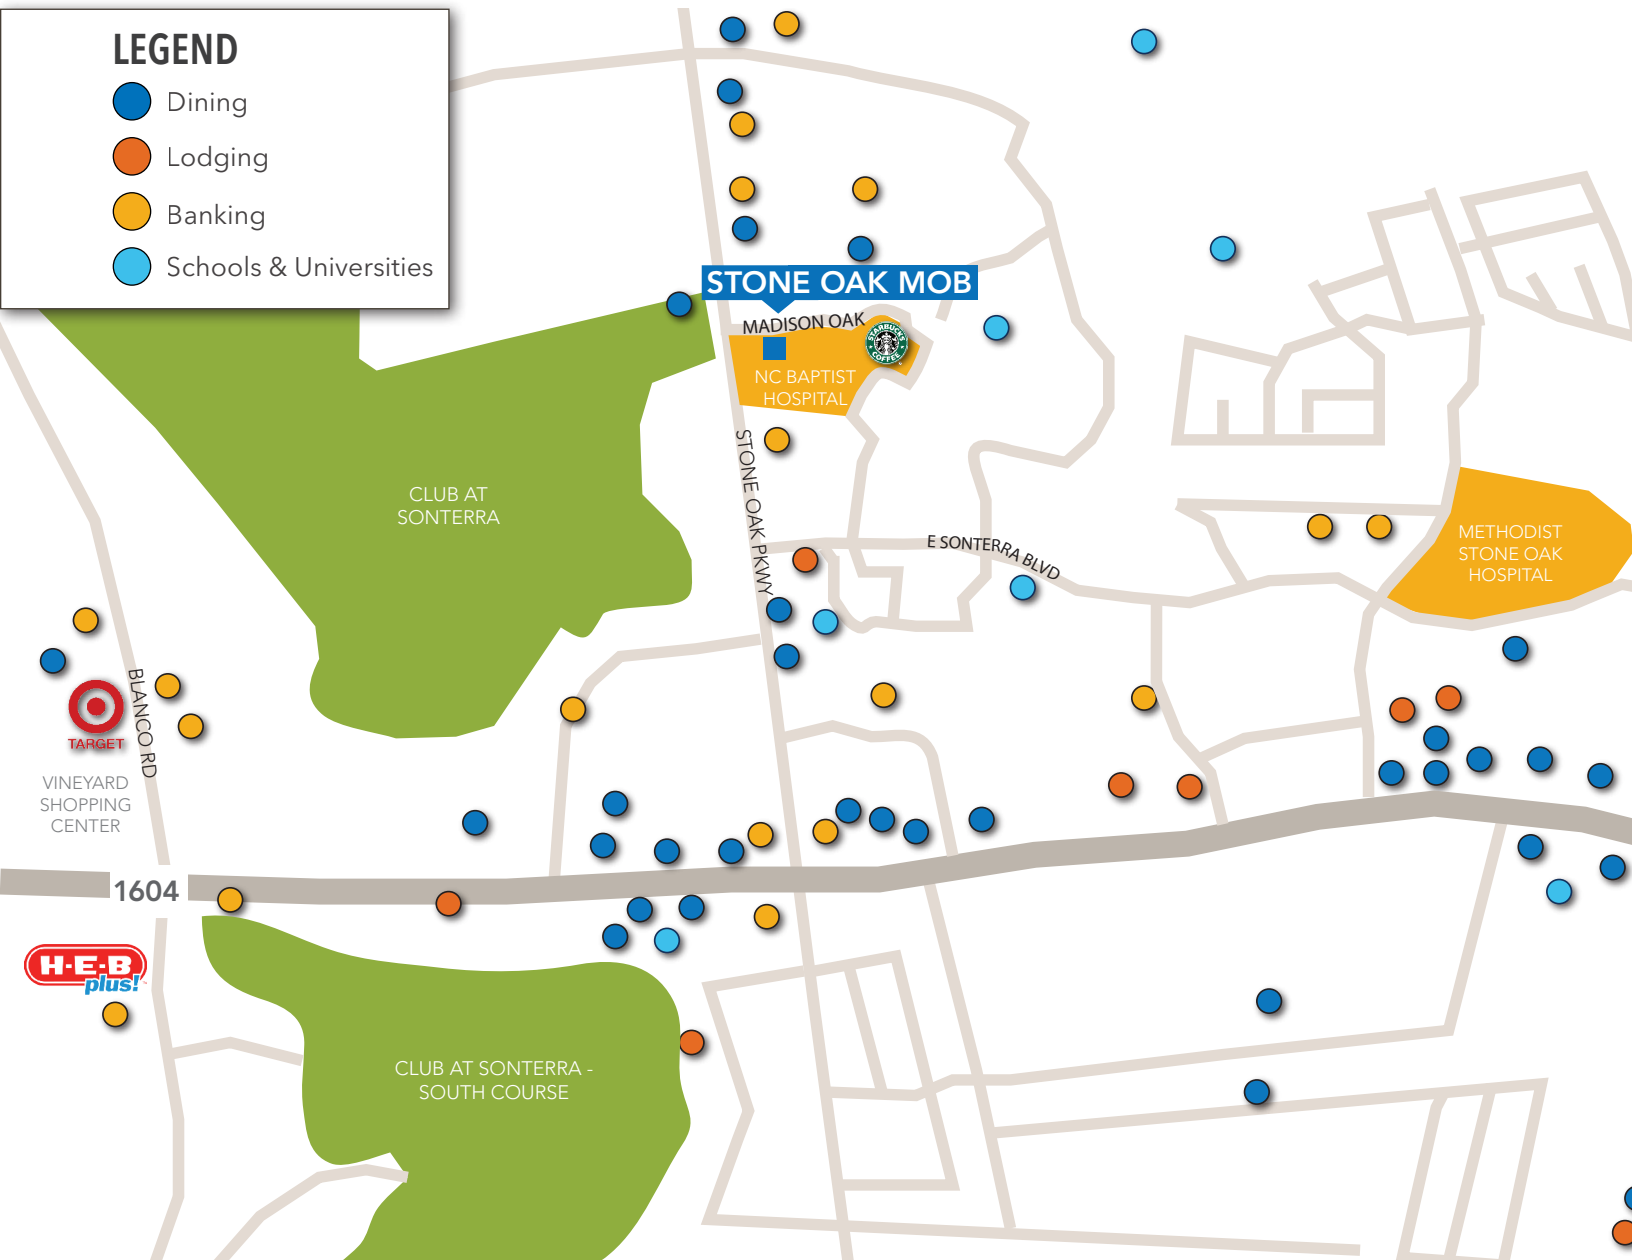 LEGEND
Dining
Lodging
Banking
Schools & Universities
STONE OAK MOB
MADISON OAK
STARBUCKS
COFFEE
NC BAPTIST
HOSPITAL
STONE OAK PKWY
CLUB AT
SONTERRA
E SONTERRA BLVD
METHODIST
STONE OAK
HOSPITAL
BLANCO RD
TARGET
VINEYARD
SHOPPING
CENTER
1604
H-E-B
plus!
CLUB AT SONTERRA -
SOUTH COURSE